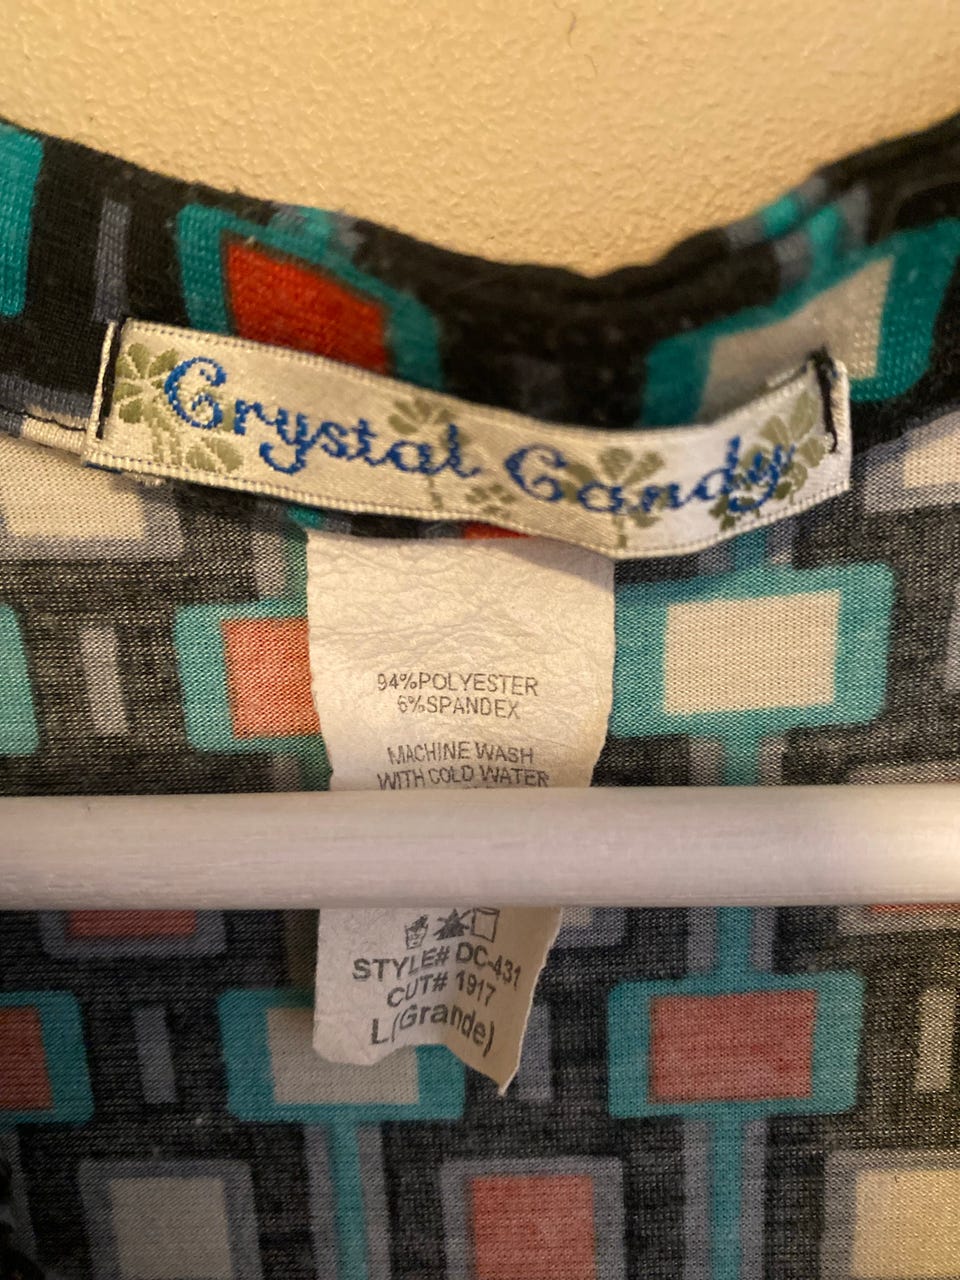 Crystal Candy
94%POLYESTER
6%SPANDEX
MACHINE WASH
WITH COLD WATER
STYLE# DC-431
CUT# 1917
L(Grande)